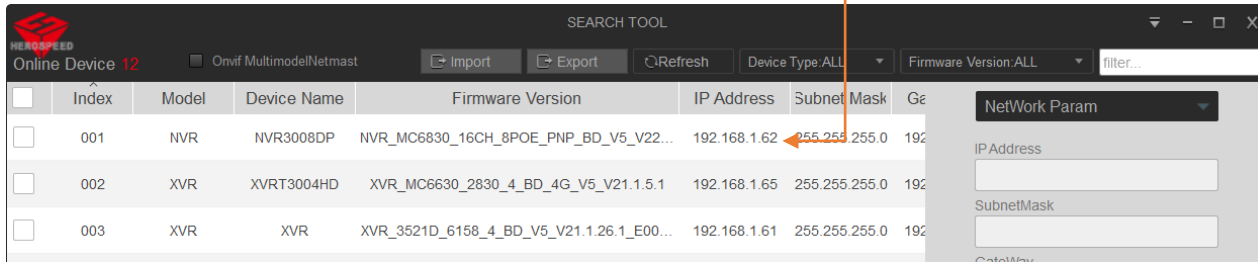 SEARCH TOOL
HEROSPEED
Online Device 12 Onvif MultimodelNetmast Import Export Refresh Device Type:ALL Firmware Version:ALL filter...
Index Model Device Name Firmware Version IP Address Subnet Mask Ga NetWork Param
001 NVR NVR3008DP NVR_MC6830_16CH_8POE_PNP_BD_V5_V22... 192.168.1.62 255.255.255.0 192
IP Address
002 XVR XVRT3004HD XVR_MC6630_2830_4_BD_4G_V5_V21.1.5.1 192.168.1.65 255.255.255.0 192
SubnetMask
003 XVR XVR XVR_3521D_6158_4_BD_V5_V21.1.26.1_E00... 192.168.1.61 255.255.255.0 192
GateWay